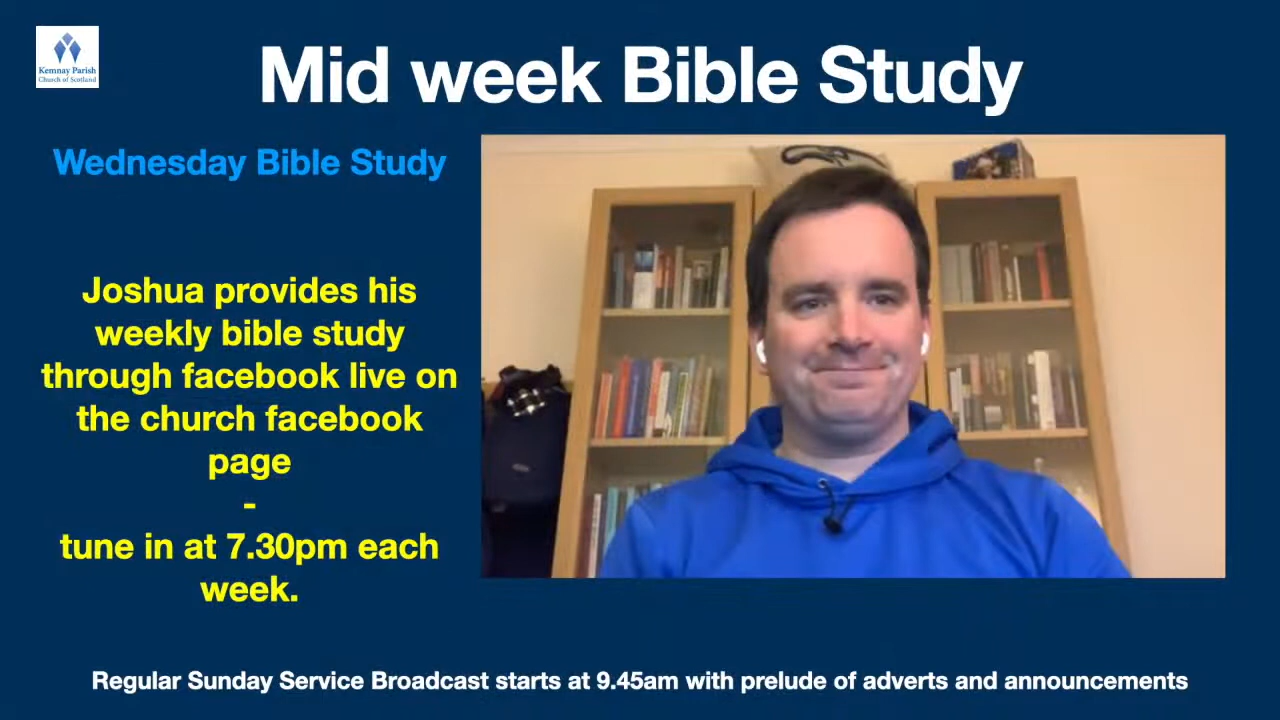 Kemnay Parish
Church of Scotland
Mid week Bible Study
Wednesday Bible Study
Joshua provides his
weekly bible study
through facebook live on
the church facebook
page
-
tune in at 7.30pm each
week.
Regular Sunday Service Broadcast starts at 9.45am with prelude of adverts and announcements